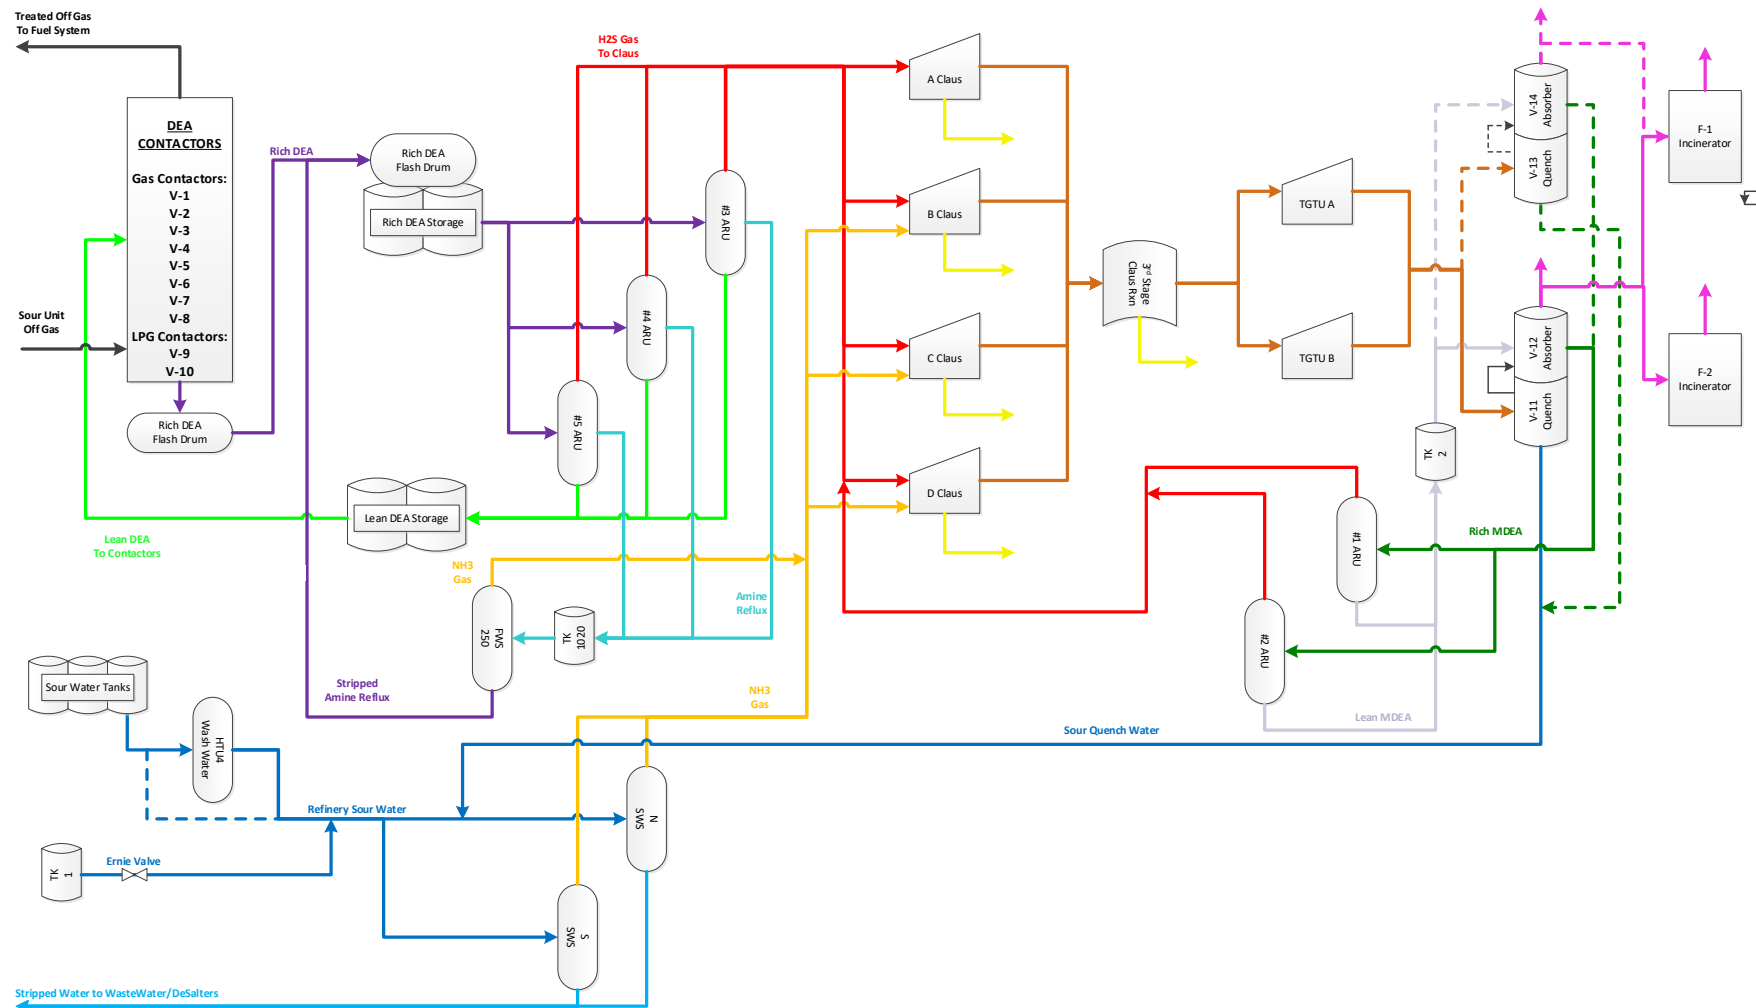 Treated Off Gas
To Fuel System
DEA
CONTACTORS
Gas Contactors:
V-1
V-2
V-3
V-4
V-5
V-6
V-7
V-8
LPG Contactors:
V-9
V-10
Sour Unit
Off Gas
Rich DEA
Flash Drum
Rich DEA
Rich DEA
Flash Drum
Rich DEA Storage
H2S Gas
To Claus
#3 ARU
#4 ARU
#5 ARU
Lean DEA Storage
Lean DEA
To Contactors
NH3
Gas
FWS
250
TK
1020
Amine
Reflux
Stripped
Amine Reflux
NH3
Gas
Sour Water Tanks
HTU4
Wash Water
Refinery Sour Water
TK
1
Ernie Valve
N
SWS
S
SWS
Stripped Water to WasteWater/DeSalters
A Claus
B Claus
C Claus
D Claus
3rd Stage
Claus Rxn
TGTU A
TGTU B
V-14
Absorber
V-13
Quench
V-12
Absorber
V-11
Quench
F-1
Incinerator
F-2
Incinerator
TK
2
#1 ARU
#2 ARU
Rich MDEA
Lean MDEA
Sour Quench Water